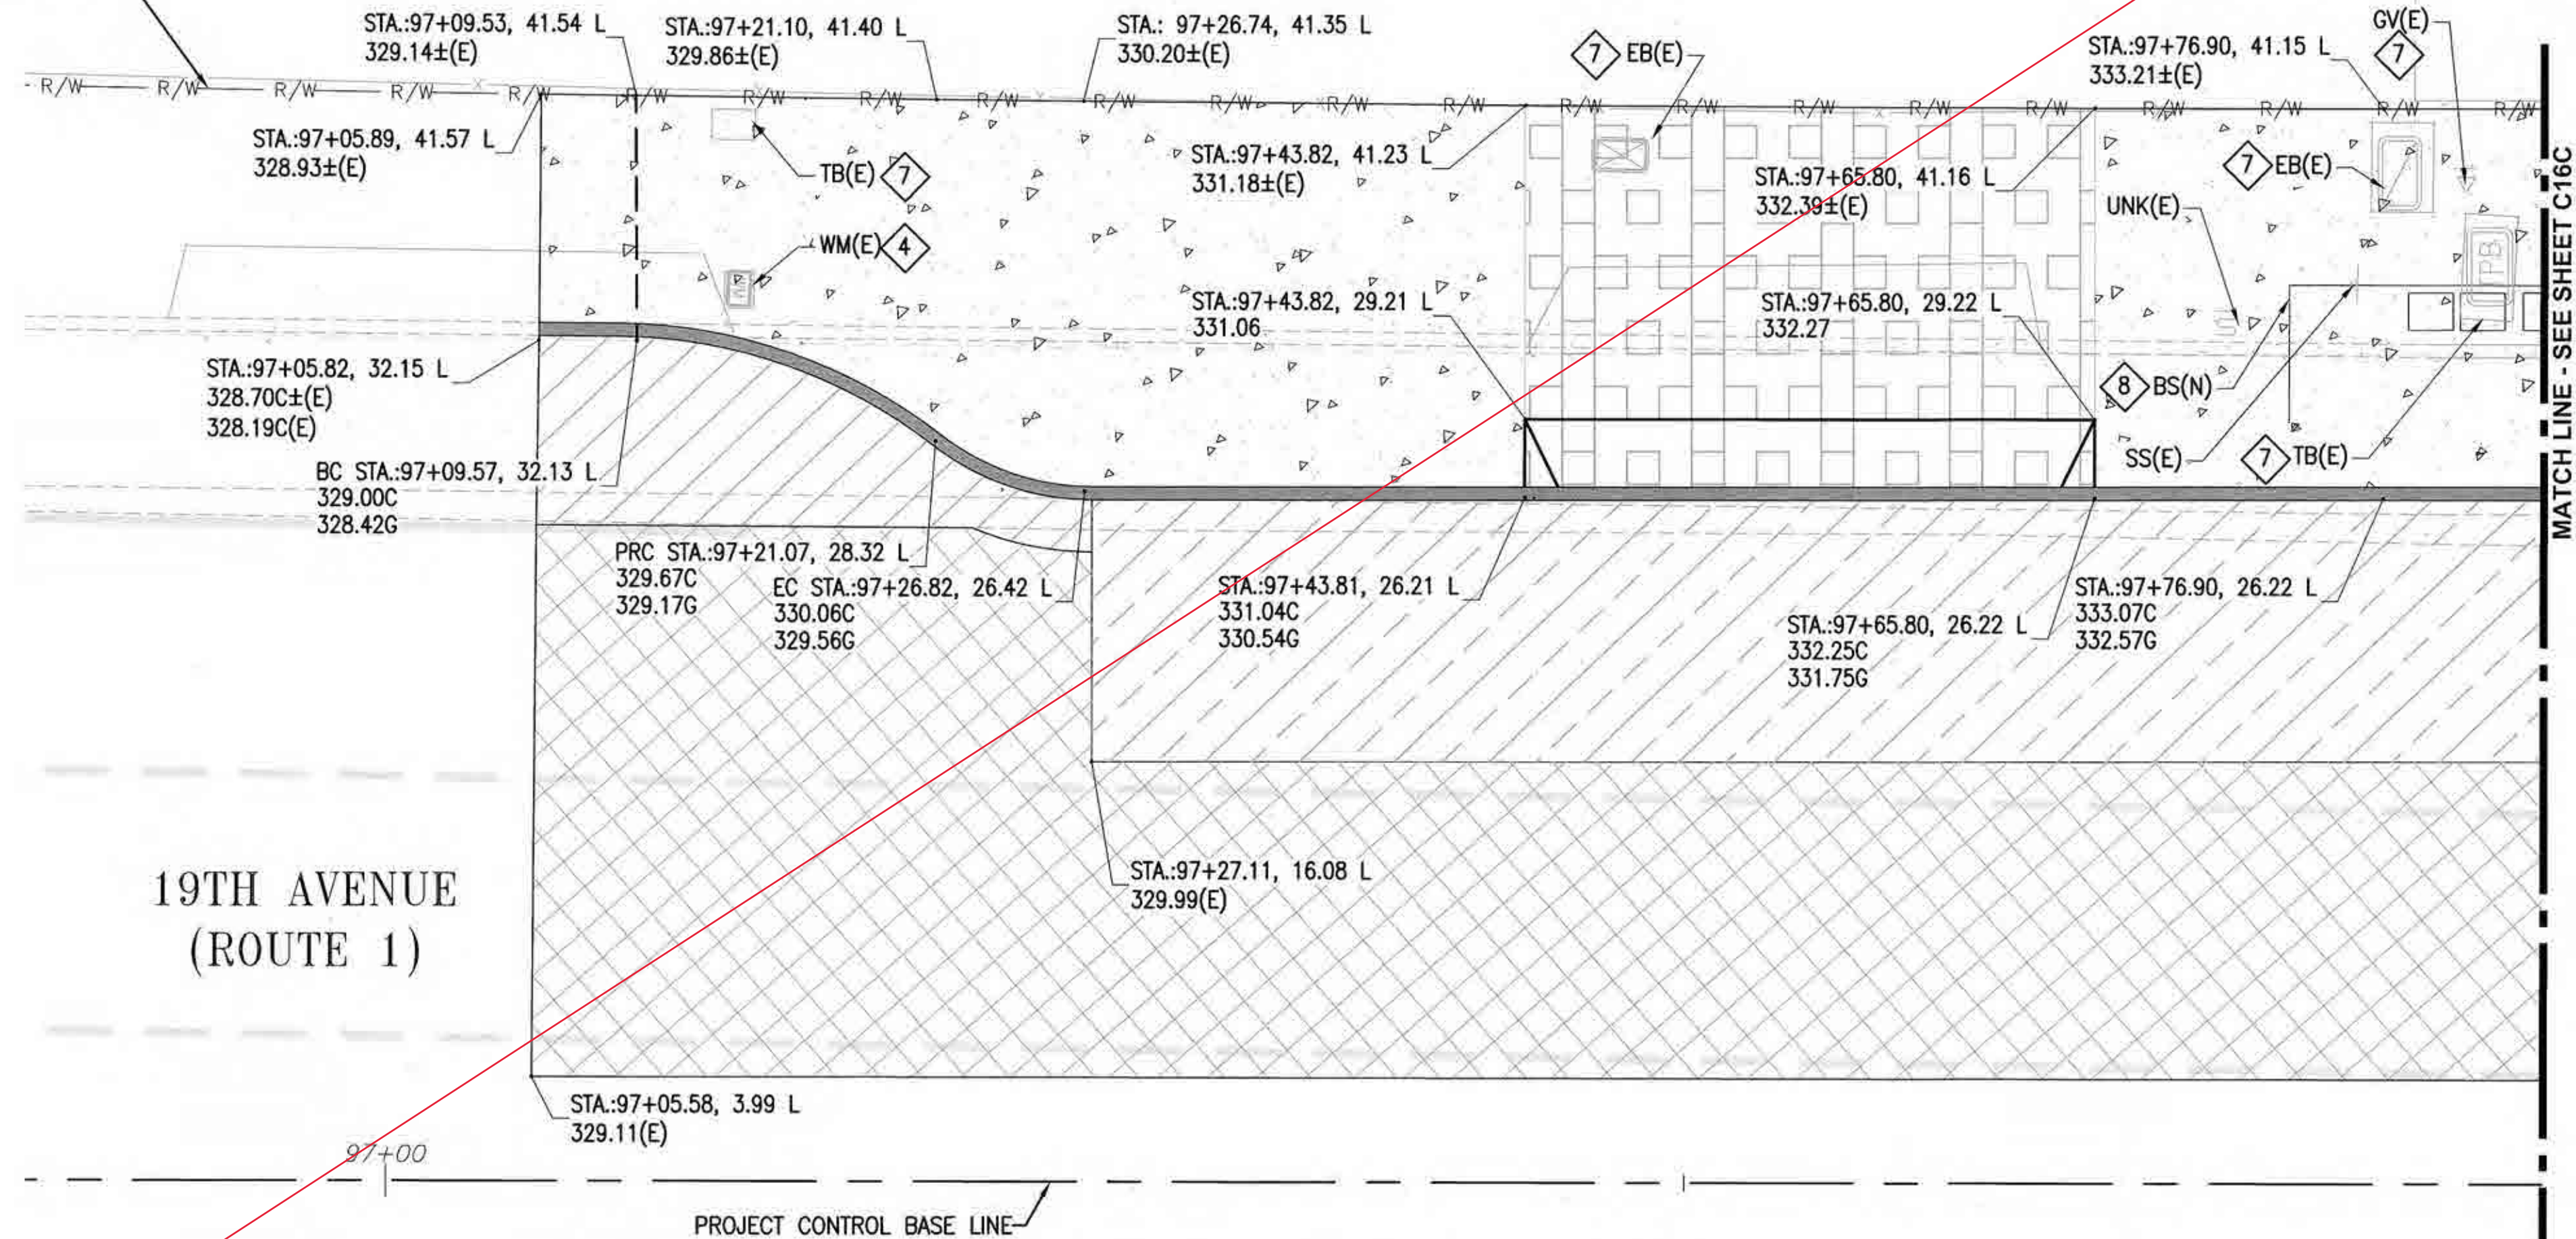 STA.:97+09.53, 41.54 L
329.14±(E)
STA.:97+21.10, 41.40 L
329.86±(E)
STA.: 97+26.74, 41.35 L
330.20±(E)
7 EB(E)
STA.:97+76.90, 41.15 L
333.21±(E)
GV(E)
7
R/W R/W R/W R/W R/W R/W R/W R/W R/W R/W R/W R/W R/W R/W R/W R/W R/W R/W R/W R/W R/W R/W
STA.:97+05.89, 41.57 L
328.93±(E)
TB(E) 7
STA.:97+43.82, 41.23 L
331.18±(E)
STA.:97+65.80, 41.16 L
332.39±(E)
7 EB(E)
UNK(E)
WM(E) 4
WM
PB
STA.:97+43.82, 29.21 L
331.06
STA.:97+65.80, 29.22 L
332.27
STA.:97+05.82, 32.15 L
328.70C±(E)
328.19C(E)
8 BS(N)
SS(E)
7 TB(E)
BC STA.:97+09.57, 32.13 L
329.00C
328.42G
PRC STA.:97+21.07, 28.32 L
329.67C
329.17G
EC STA.:97+26.82, 26.42 L
330.06C
329.56G
STA.:97+43.81, 26.21 L
331.04C
330.54G
STA.:97+65.80, 26.22 L
332.25C
331.75G
STA.:97+76.90, 26.22 L
333.07C
332.57G
MATCH LINE - SEE SHEET C16C
19TH AVENUE
(ROUTE 1)
STA.:97+27.11, 16.08 L
329.99(E)
STA.:97+05.58, 3.99 L
329.11(E)
97+00
PROJECT CONTROL BASE LINE